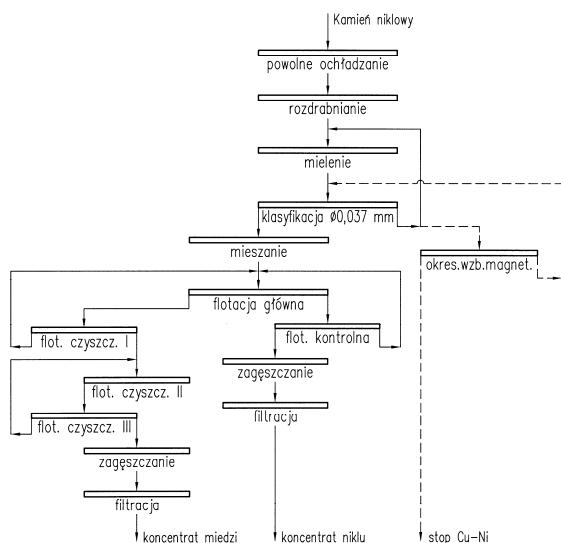 Kamień niklowy
powolne ochładzanie
rozdrabnianie
mielenie
klasyfikacja Ø0,037 mm
mieszanie
okres.wzb.magnet.
flotacja główna
flot. czyszcz. I
flot. kontrolna
zagęszczanie
flot. czyszcz. II
filtracja
flot. czyszcz. III
zagęszczanie
filtracja
koncentrat miedzi
koncentrat niklu
stop Cu-Ni